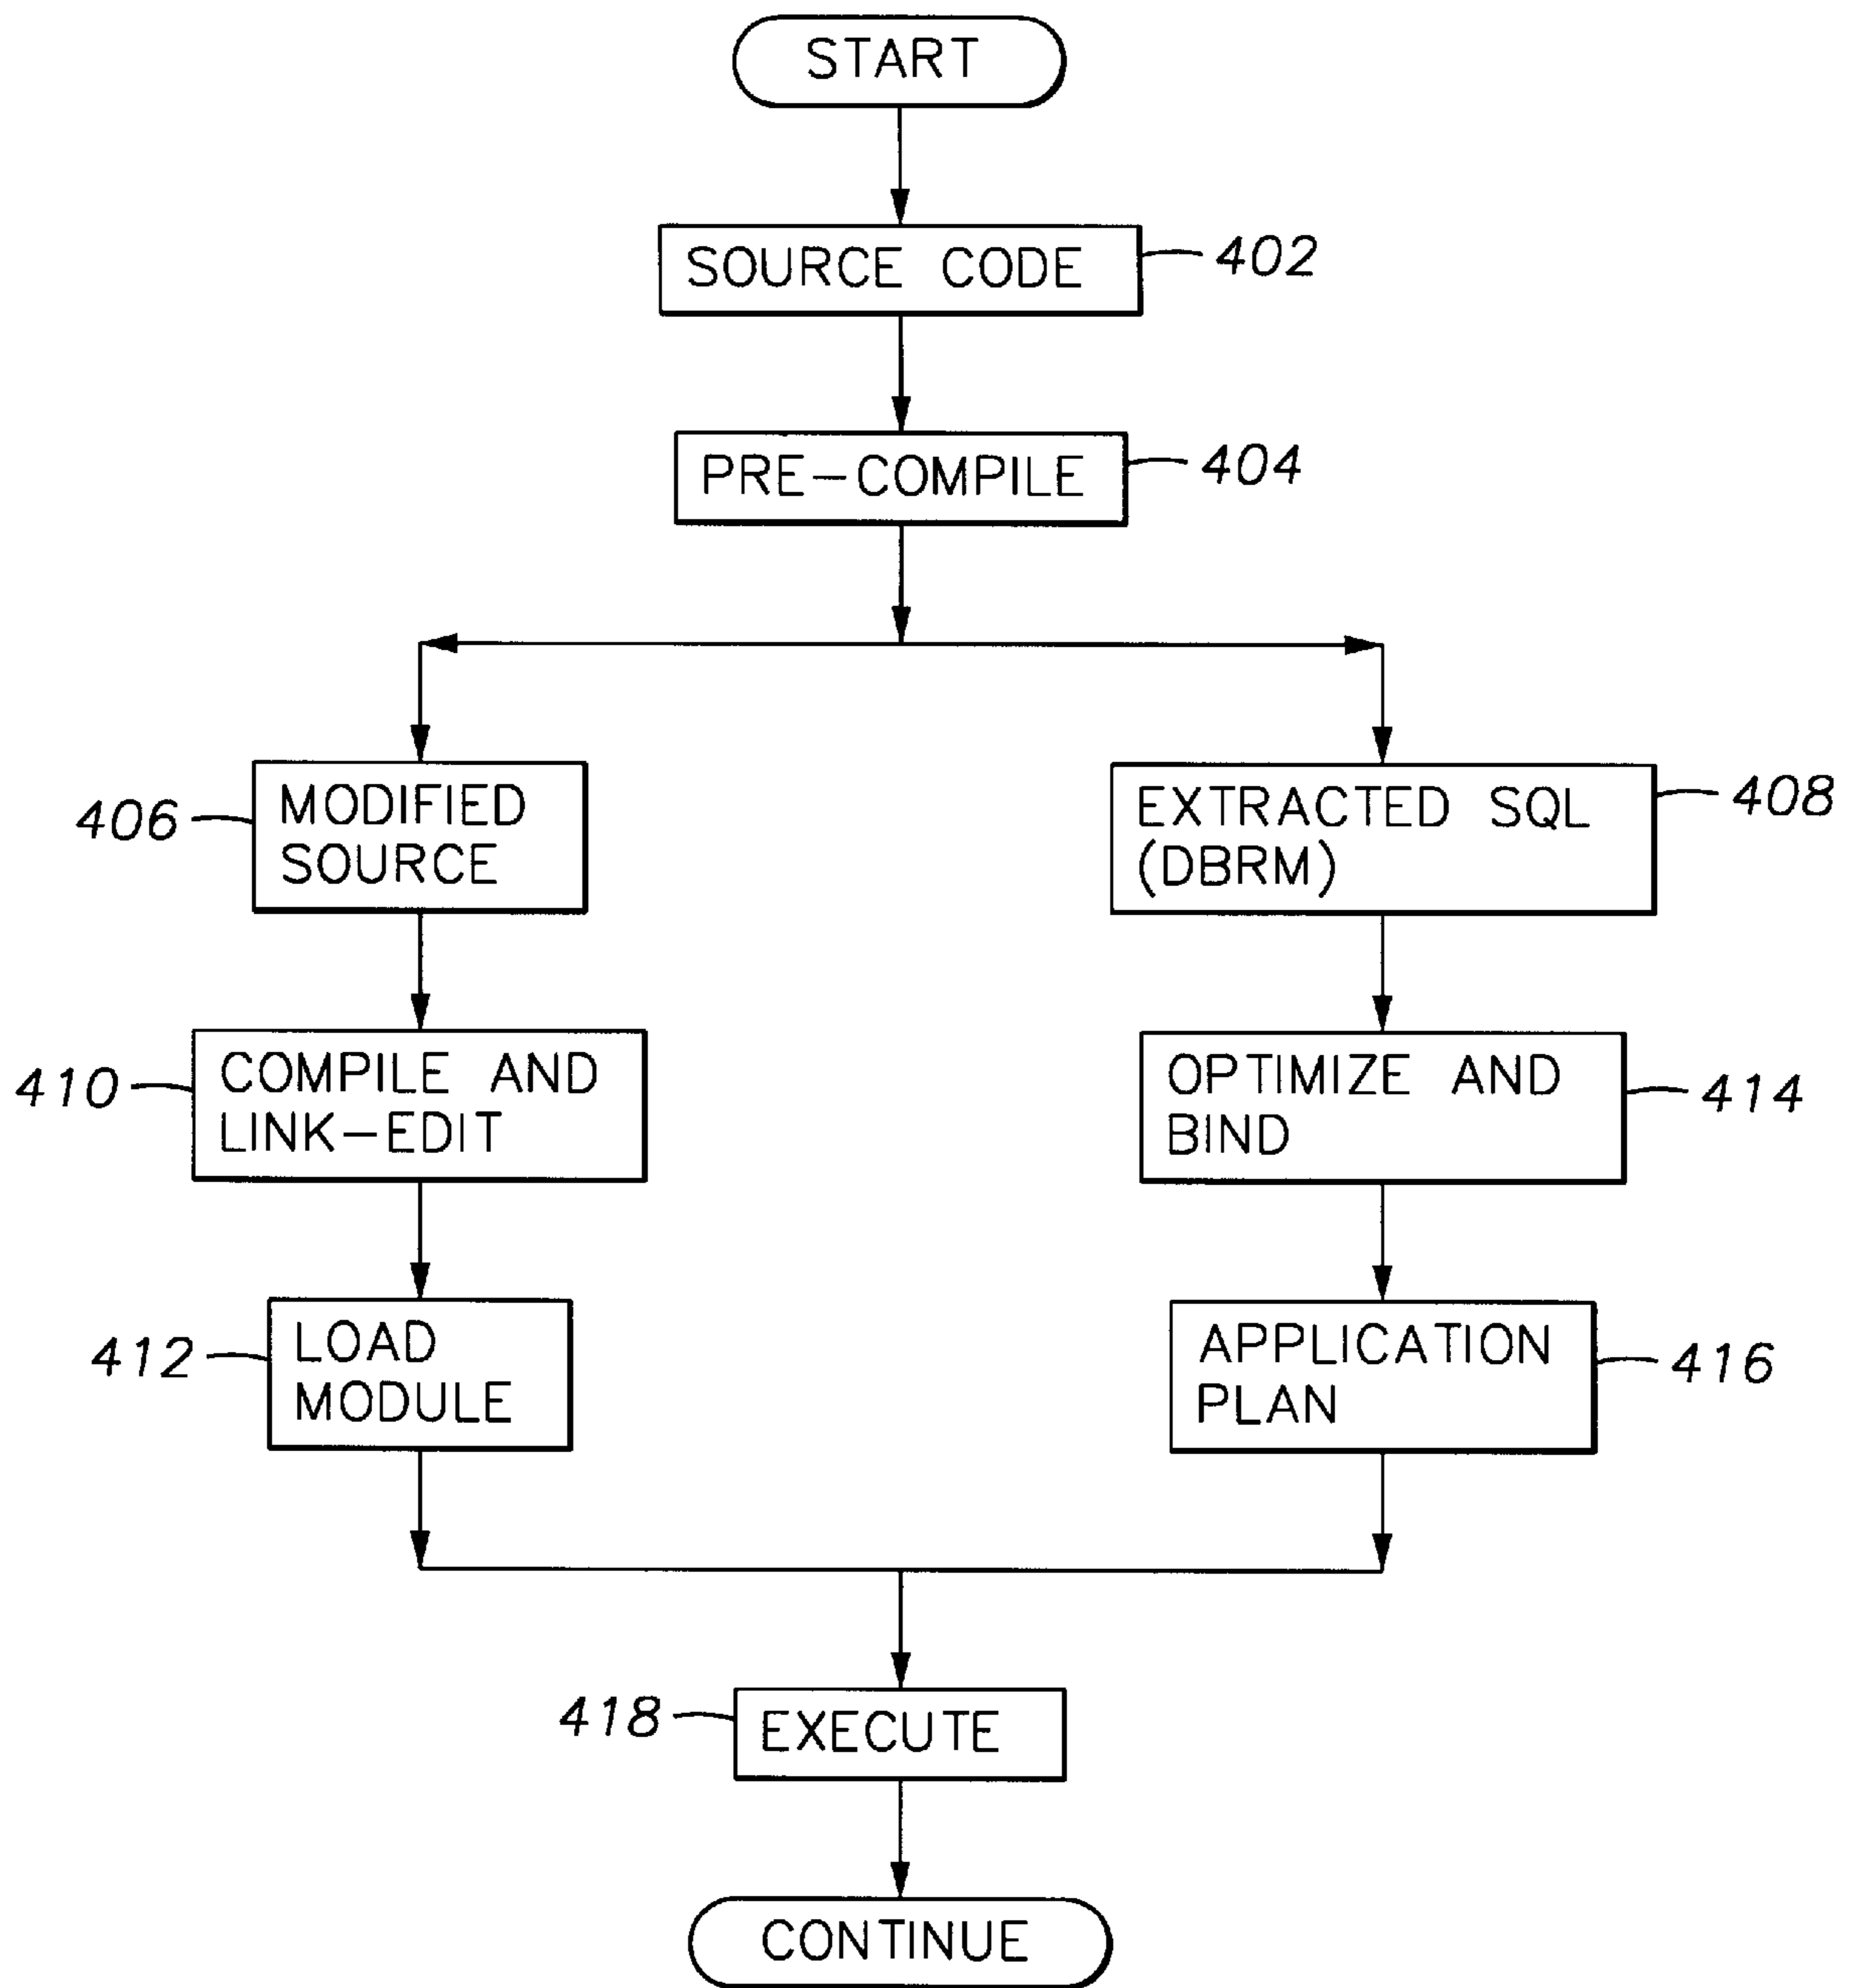 START
SOURCE CODE
402
PRE-COMPILE
404
MODIFIED
SOURCE
406
EXTRACTED SQL
(DBRM)
408
COMPILE AND
LINK-EDIT
410
OPTIMIZE AND
BIND
414
LOAD
MODULE
412
APPLICATION
PLAN
416
418
EXECUTE
CONTINUE